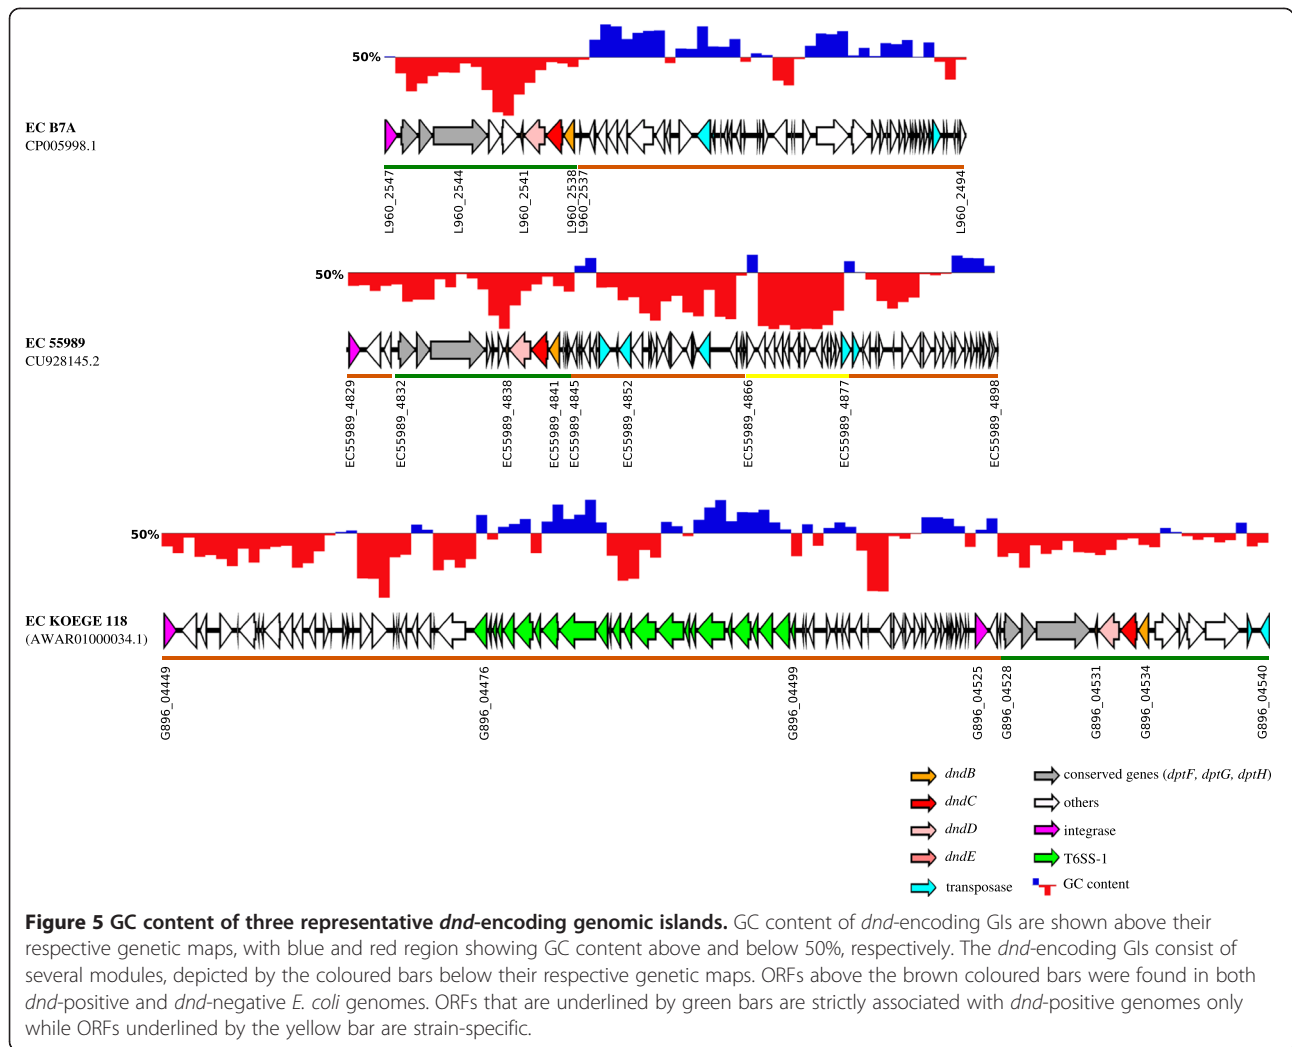 50%
EC B7A
CP005998.1
L960_2547
L960_2544
L960_2541
L960_2538
L960_2537
L960_2494
50%
EC 55989
CU928145.2
EC55989_4829
EC55989_4832
EC55989_4838
EC55989_4841
EC55989_4845
EC55989_4852
EC55989_4866
EC55989_4877
EC55989_4898
50%
EC KOEGE 118
(AWAR01000034.1)
G896_04449
G896_04476
G896_04499
G896_04525
G896_04528
G896_04531
G896_04534
G896_04540
dndB
dndC
dndD
dndE
transposase
conserved genes (dptF, dptG, dptH)
others
integrase
T6SS-1
GC content
Figure 5 GC content of three representative dnd-encoding genomic islands. GC content of dnd-encoding GIs are shown above their
respective genetic maps, with blue and red region showing GC content above and below 50%, respectively. The dnd-encoding GIs consist of
several modules, depicted by the coloured bars below their respective genetic maps. ORFs above the brown coloured bars were found in both
dnd-positive and dnd-negative E. coli genomes. ORFs that are underlined by green bars are strictly associated with dnd-positive genomes only
while ORFs underlined by the yellow bar are strain-specific.